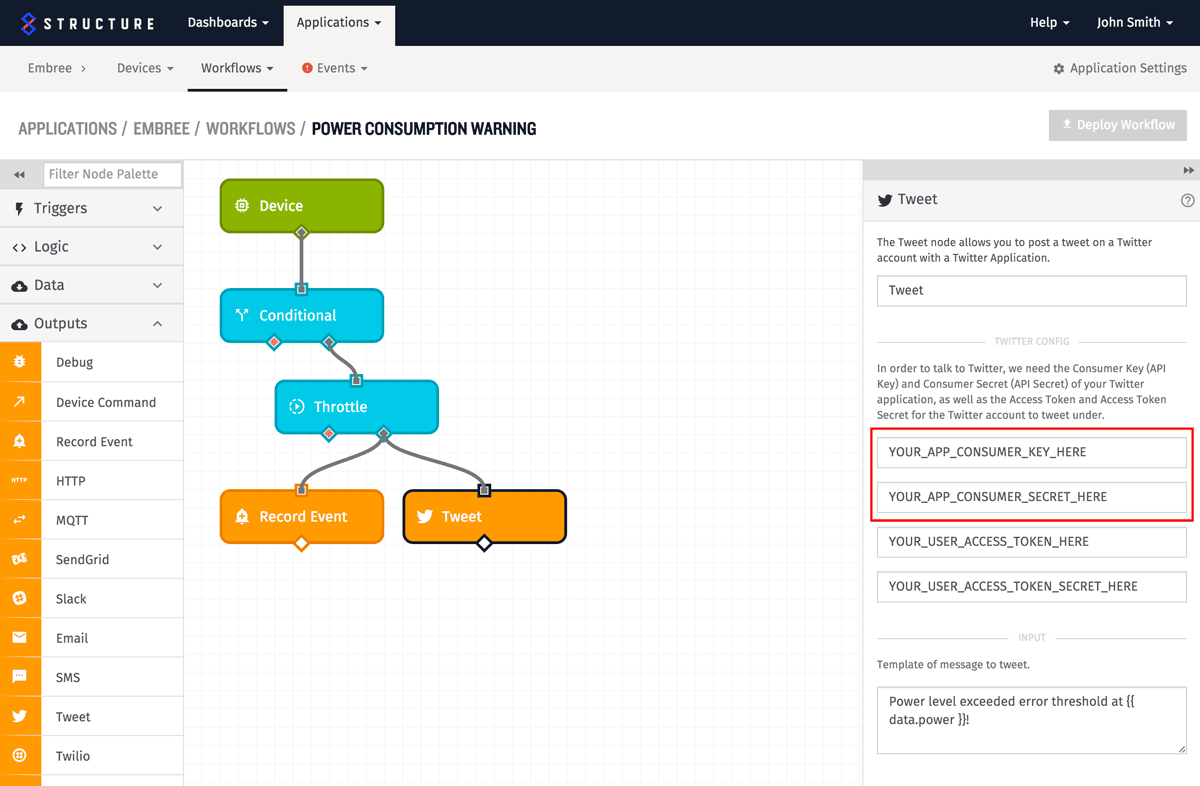 STRUCTURE
Dashboards
Applications
Help
John Smith
Embree
Devices
Workflows
Events
Application Settings
APPLICATIONS / EMBREE / WORKFLOWS / POWER CONSUMPTION WARNING
Deploy Workflow
Filter Node Palette
Triggers
Logic
Data
Outputs
Debug
Device Command
Record Event
HTTP
HTTP
MQTT
SendGrid
Slack
Email
SMS
Tweet
Twilio
Device
Conditional
Throttle
Record Event
Tweet
Tweet
The Tweet node allows you to post a tweet on a Twitter
account with a Twitter Application.
Tweet
TWITTER CONFIG
In order to talk to Twitter, we need the Consumer Key (API
Key) and Consumer Secret (API Secret) of your Twitter
application, as well as the Access Token and Access Token
Secret for the Twitter account to tweet under.
YOUR_APP_CONSUMER_KEY_HERE
YOUR_APP_CONSUMER_SECRET_HERE
YOUR_USER_ACCESS_TOKEN_HERE
YOUR_USER_ACCESS_TOKEN_SECRET_HERE
INPUT
Template of message to tweet.
Power level exceeded error threshold at {{
data.power }}!